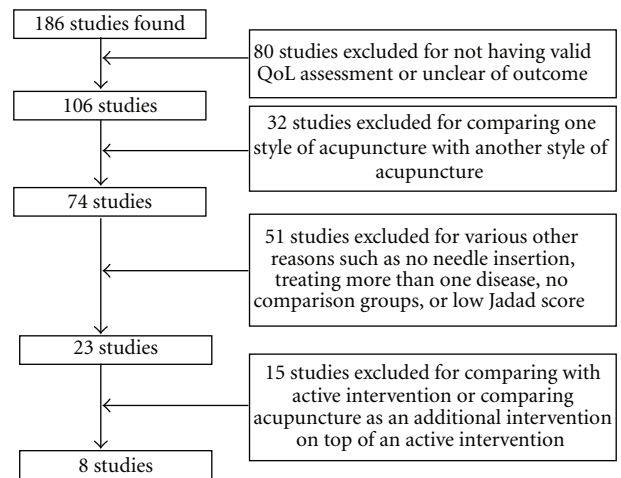 186 studies found
80 studies excluded for not having valid
QoL assessment or unclear of outcome
106 studies
32 studies excluded for comparing one
style of acupuncture with another style of
acupuncture
74 studies
51 studies excluded for various other
reasons such as no needle insertion,
treating more than one disease, no
comparison groups, or low Jadad score
23 studies
15 studies excluded for comparing with
active intervention or comparing
acupuncture as an additional intervention
on top of an active intervention
8 studies